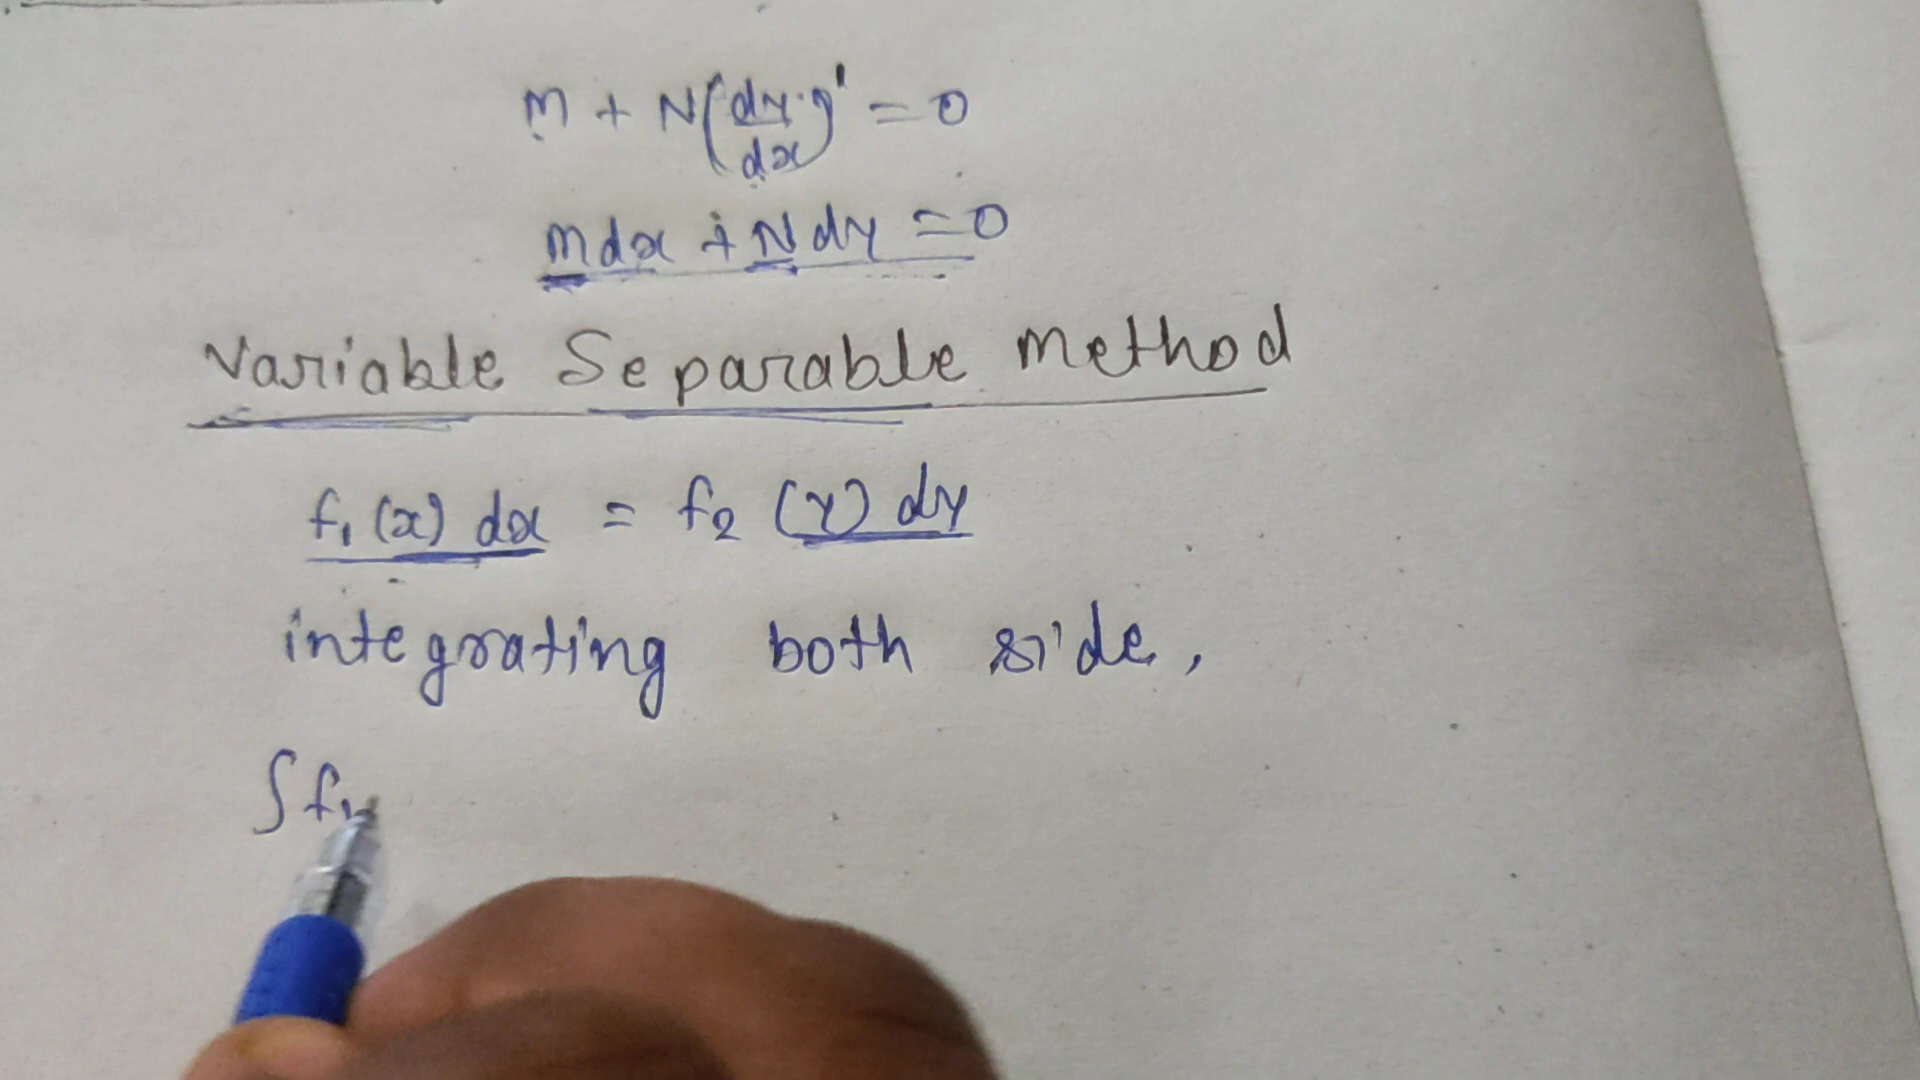 M + N(dy/dx)' = 0
Mdx + Ndy = 0
Variable Separable Method
f₁(x) dx = f₂ (y) dy
integrating both side,
∫f₁